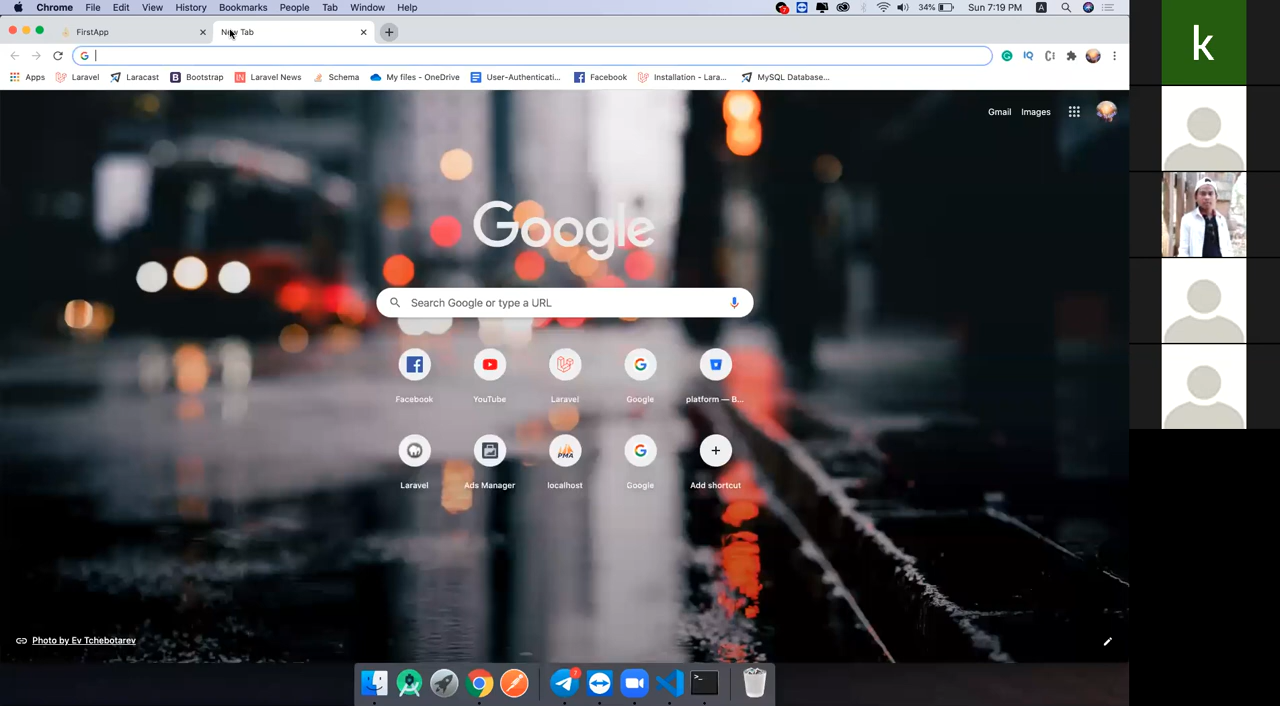 Chrome File Edit View History Bookmarks People Tab Window Help 7 34% Sun 7:19 PM A
FirstApp New Tab
G
Apps Laravel Laracast Bootstrap Laravel News Schema My files - OneDrive User-Authenticati... Facebook Installation - Lara... MySQL Database...
Gmail Images
Google
Search Google or type a URL
Facebook YouTube Laravel Google platform — B...
PMA
Laravel Ads Manager localhost Google Add shortcut
Photo by Ev Tchebotarev
7
k